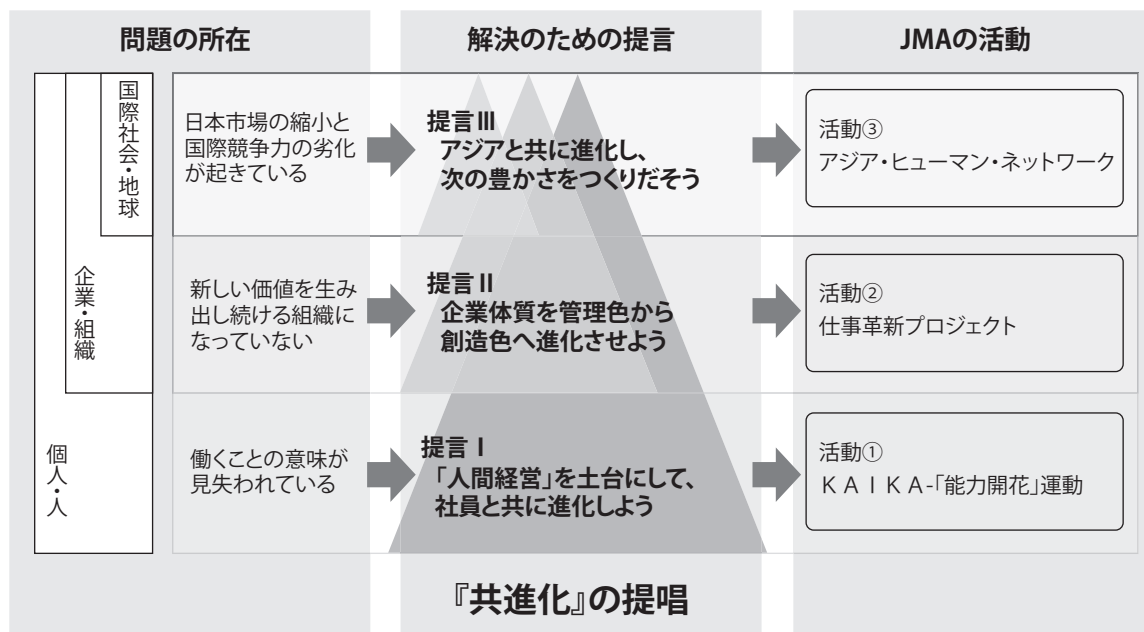 問題の所在
解決のための提言
JMAの活動
国際社会・地球
日本市場の縮小と
国際競争力の劣化
が起きている
提言Ⅲ
アジアと共に進化し、
次の豊かさをつくりだそう
活動③
アジア・ヒューマン・ネットワーク
企業・組織
新しい価値を生み
出し続ける組織に
なっていない
提言Ⅱ
企業体質を管理色から
創造色へ進化させよう
活動②
仕事革新プロジェクト
個人・人
働くことの意味が
見失われている
提言Ⅰ
「人間経営」を土台にして、
社員と共に進化しよう
活動①
ＫＡＩＫＡ-「能力開花」運動
『共進化』の提唱